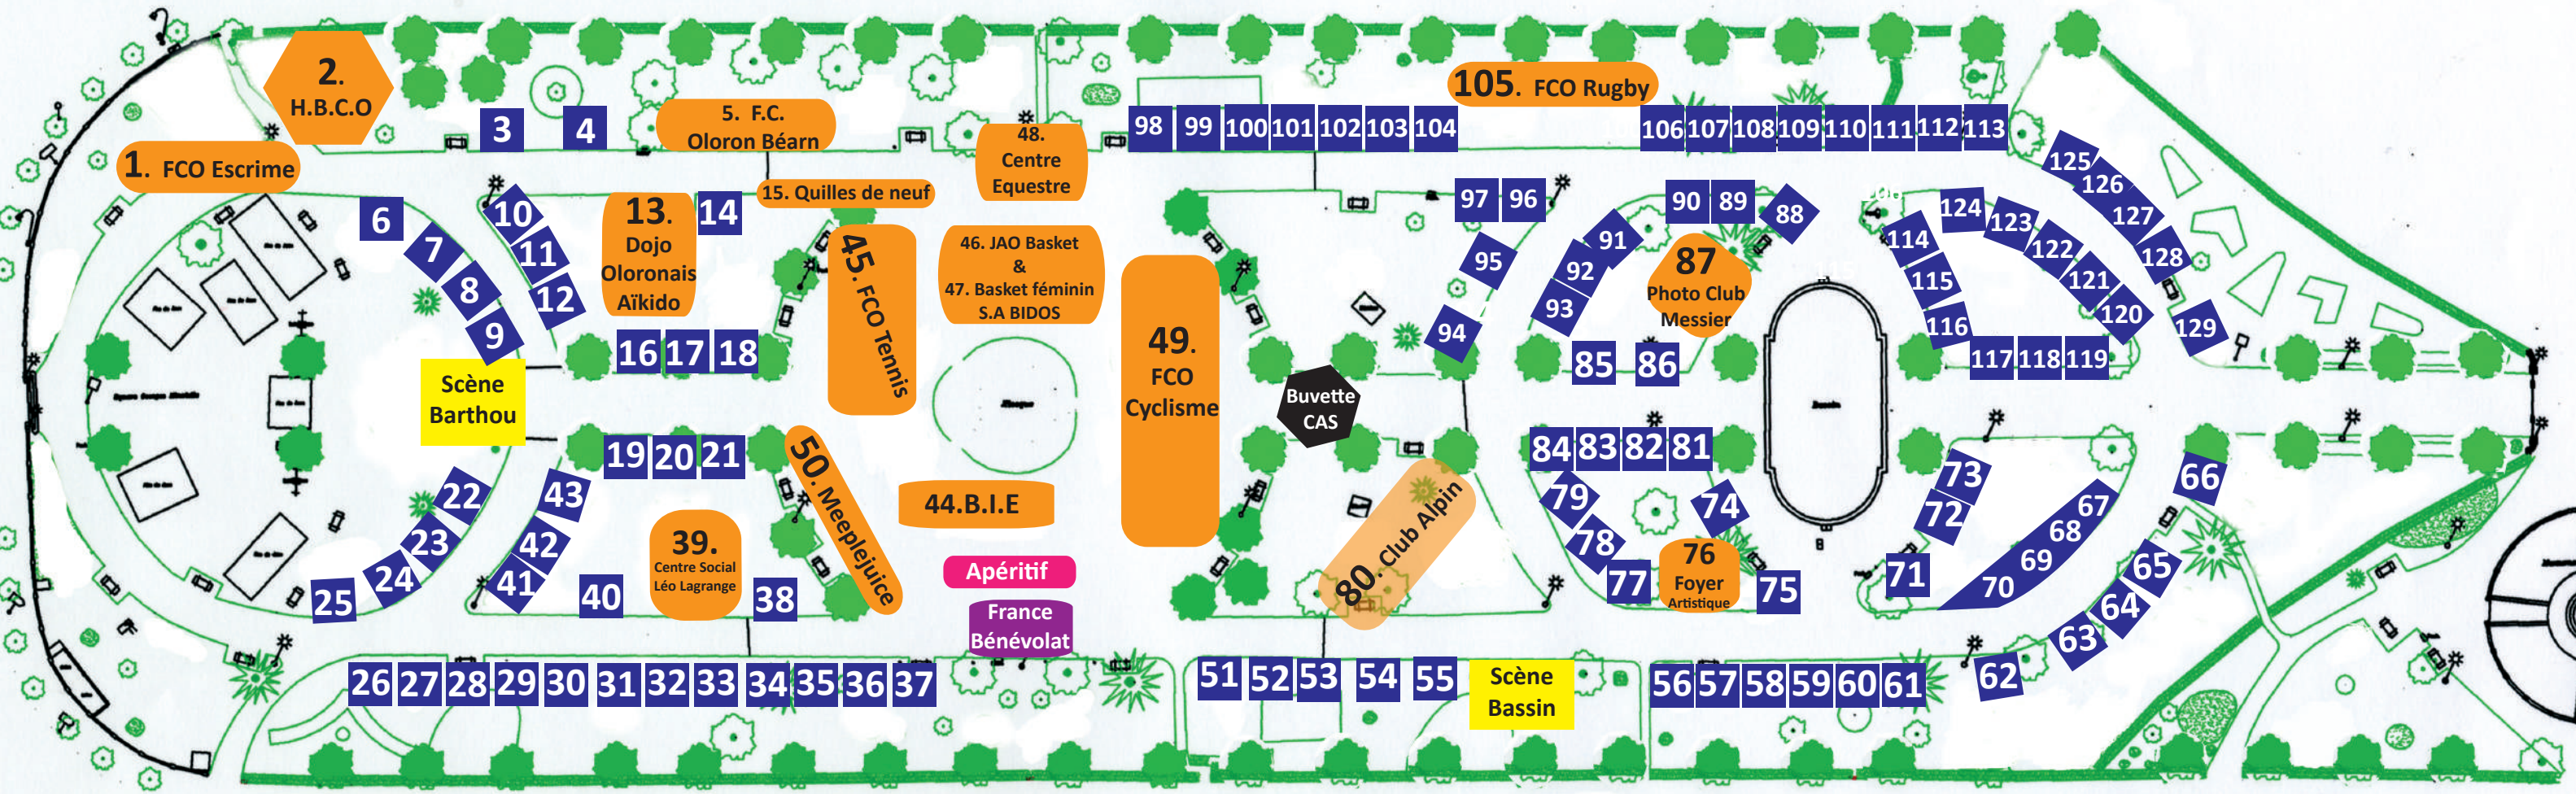 2.
H.B.C.O
1. FCO Escrime
3
4
5. F.C.
Oloron Béarn
48.
Centre
Equestre
98 99 100 101 102 103 104
105. FCO Rugby
106 107 108 109 110 111 112 113
6
7
8
9
10
11
12
13.
Dojo
Oloronais
Aïkido
14
15. Quilles de neuf
16 17 18
45. FCO Tennis
46. JAO Basket
&
47. Basket féminin
S.A BIDOS
49.
FCO
Cyclisme
97 96
95
94
91
92
93
90 89
88
87
Photo Club
Messier
85 86
114
115
116
117 118 119
124
123
122
121
120
125
126
127
128
129
Scène
Barthou
Buvette
CAS
19 20 21
22
23
24
25
43
42
41
40
39.
Centre Social
Léo Lagrange
38
50. Meeplejuice
44.B.I.E
Apéritif
France
Bénévolat
80. Club Alpin
84 83 82 81
79
78
77
76
Foyer
Artistique
74
75
73
72
71
67
68
69
70
66
65
64
63
62
26 27 28 29 30 31 32 33 34 35 36 37
51 52 53 54 55
Scène
Bassin
56 57 58 59 60 61